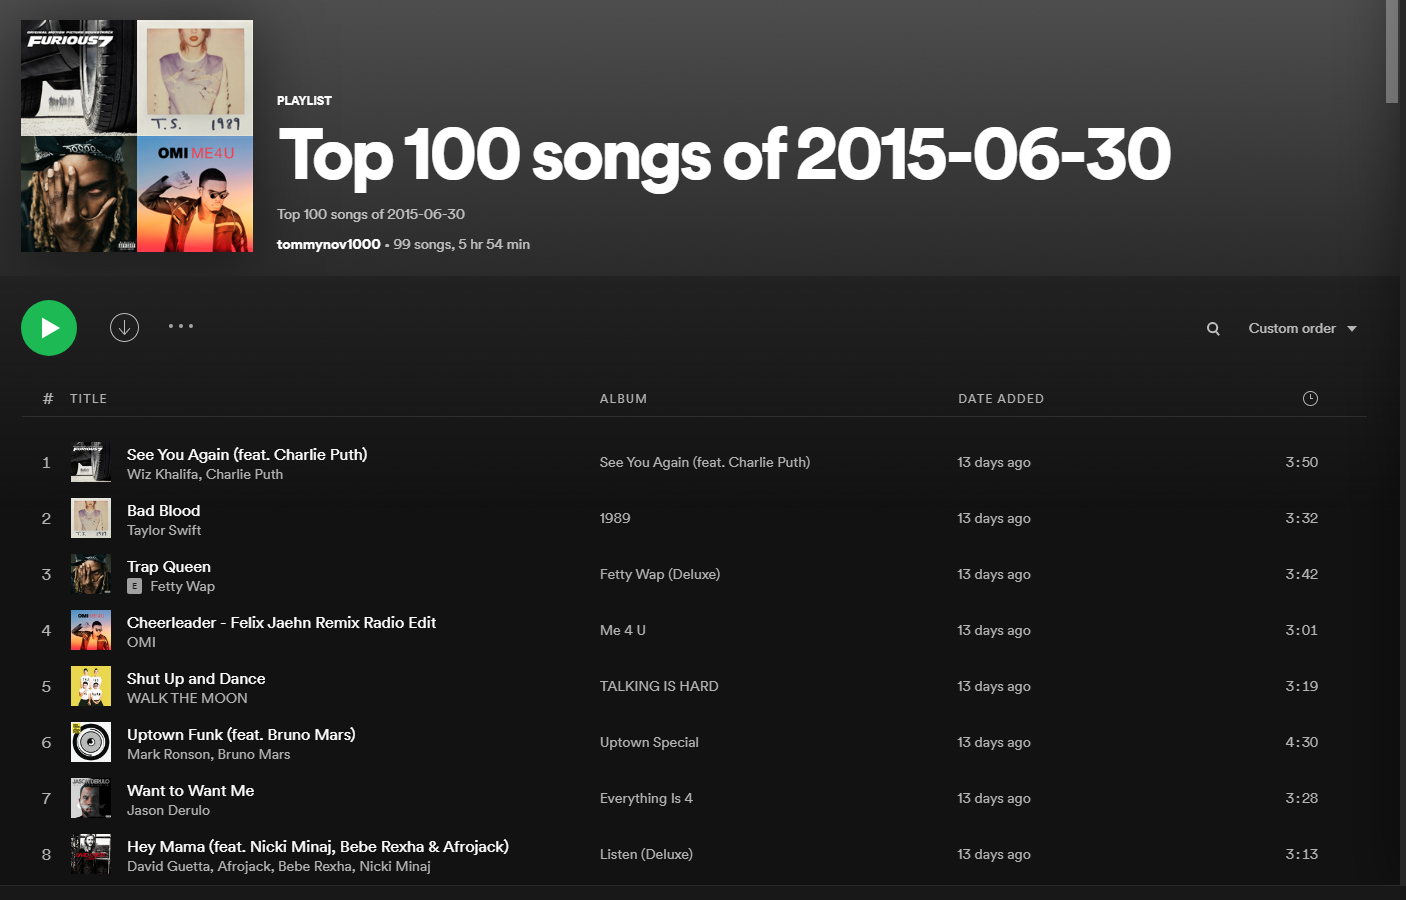 ORIGINAL MOTION PICTURE SOUNDTRACK
FURIOUS 7
T.S. 1989
OMI ME4U
PLAYLIST
Top 100 songs of 2015-06-30
Top 100 songs of 2015-06-30
tommynov1000 • 99 songs, 5 hr 54 min
Custom order
# TITLE ALBUM DATE ADDED
1 See You Again (feat. Charlie Puth) See You Again (feat. Charlie Puth) 13 days ago 3:50
Wiz Khalifa, Charlie Puth
2 Bad Blood 1989 13 days ago 3:32
Taylor Swift
3 Trap Queen Fetty Wap (Deluxe) 13 days ago 3:42
E Fetty Wap
4 Cheerleader - Felix Jaehn Remix Radio Edit Me 4 U 13 days ago 3:01
OMI
5 Shut Up and Dance TALKING IS HARD 13 days ago 3:19
WALK THE MOON
6 Uptown Funk (feat. Bruno Mars) Uptown Special 13 days ago 4:30
Mark Ronson, Bruno Mars
7 Want to Want Me Everything Is 4 13 days ago 3:28
Jason Derulo
8 Hey Mama (feat. Nicki Minaj, Bebe Rexha & Afrojack) Listen (Deluxe) 13 days ago 3:13
David Guetta, Afrojack, Bebe Rexha, Nicki Minaj